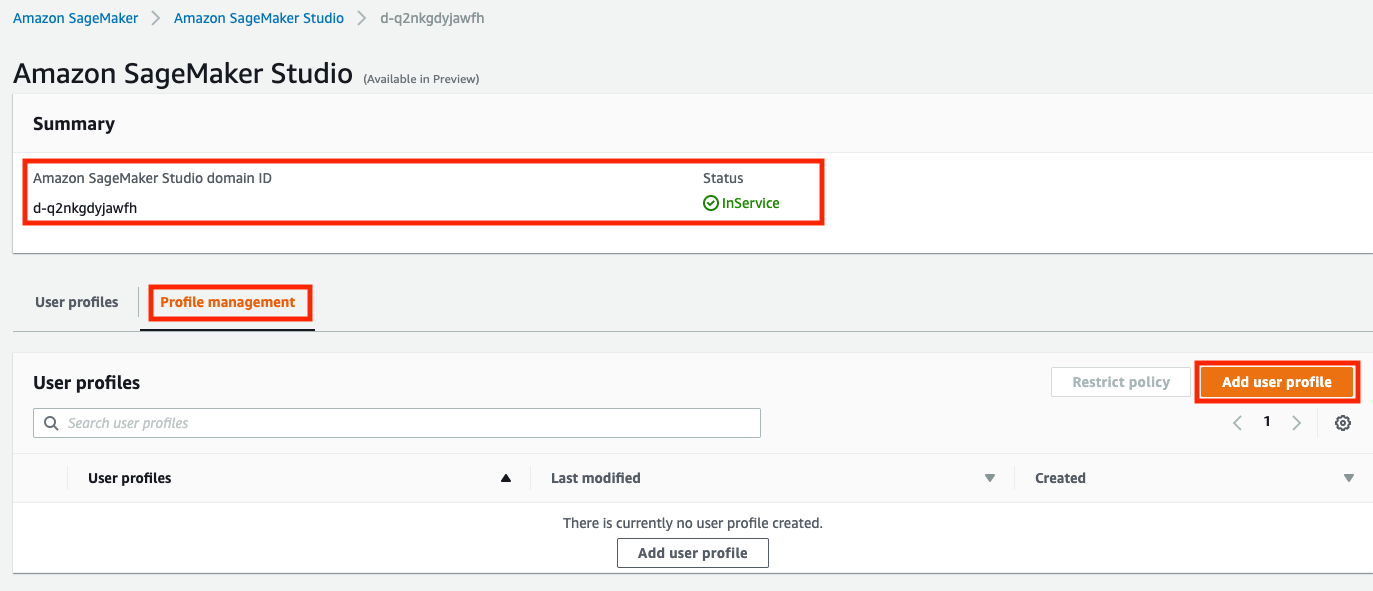 Amazon SageMaker > Amazon SageMaker Studio > d-q2nkgdyjawfh
Amazon SageMaker Studio (Available in Preview)
Summary
Amazon SageMaker Studio domain ID Status
d-q2nkgdyjawfh InService
User profiles Profile management
User profiles Restrict policy Add user profile
Search user profiles 1
User profiles Last modified Created
There is currently no user profile created.
Add user profile